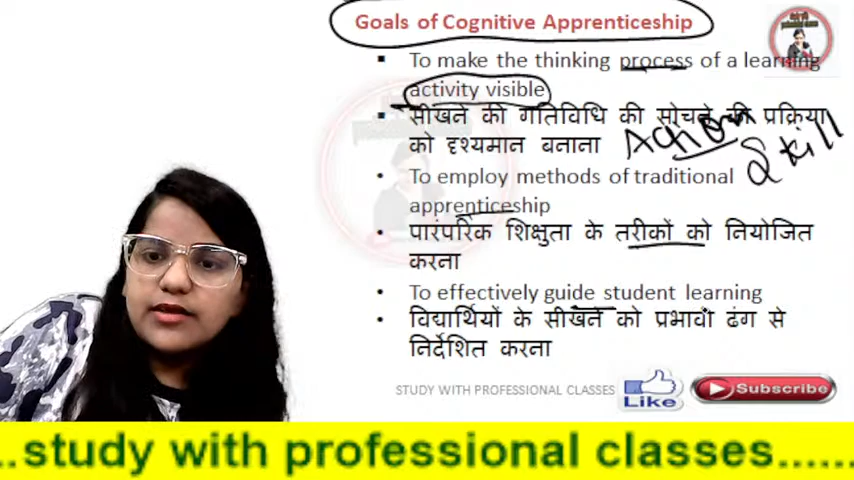 Goals of Cognitive Apprenticeship
To make the thinking process of a learning
activity visible
सीखने की गतिविधि की सोचने की प्रक्रिया
को दृश्यमान बनाना
Action
Skill
To employ methods of traditional
apprenticeship
पारंपरिक शिक्षुता के तरीकों को नियोजित
करना
To effectively guide student learning
विद्यार्थियों के सीखने को प्रभावी ढंग से
निर्देशित करना
STUDY WITH PROFESSIONAL CLASSES
Like
Subscribe
..study with professional classes......